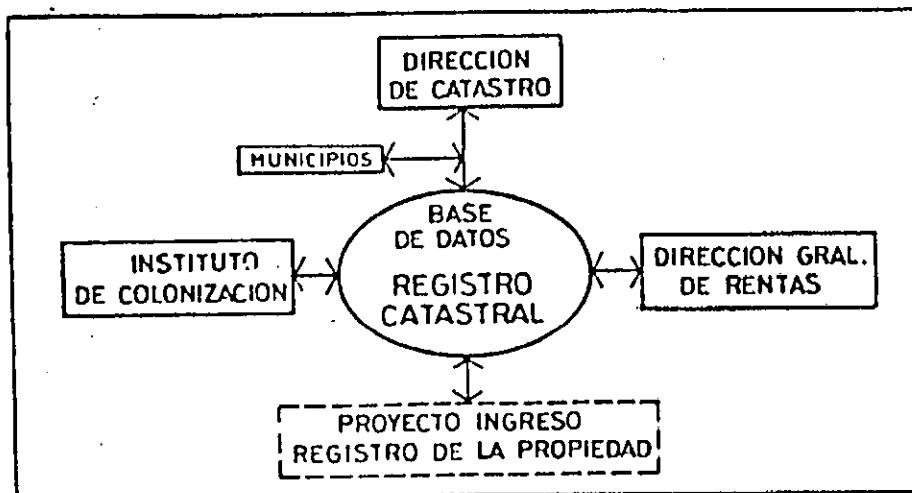 DIRECCION
DE CATASTRO
MUNICIPIOS
BASE
DE DATOS
REGISTRO
CATASTRAL
INSTITUTO
DE COLONIZACION
DIRECCION GRAL.
DE RENTAS
PROYECTO INGRESO
REGISTRO DE LA PROPIEDAD